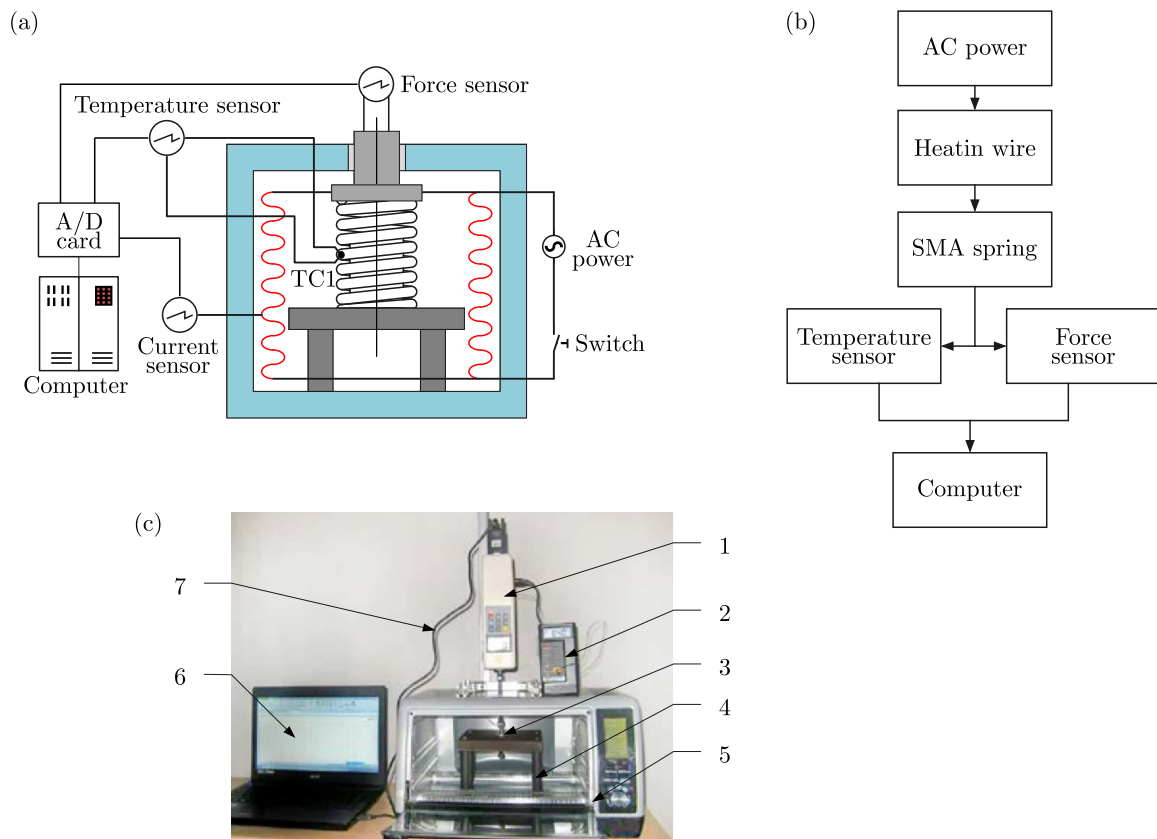 (a)
Force sensor
Temperature sensor
A/D
card
TC1
AC
power
Switch
Current
sensor
Computer
(b)
AC power
Heatin wire
SMA spring
Temperature
sensor
Force
sensor
Computer
(c)
1
2
3
4
5
6
7